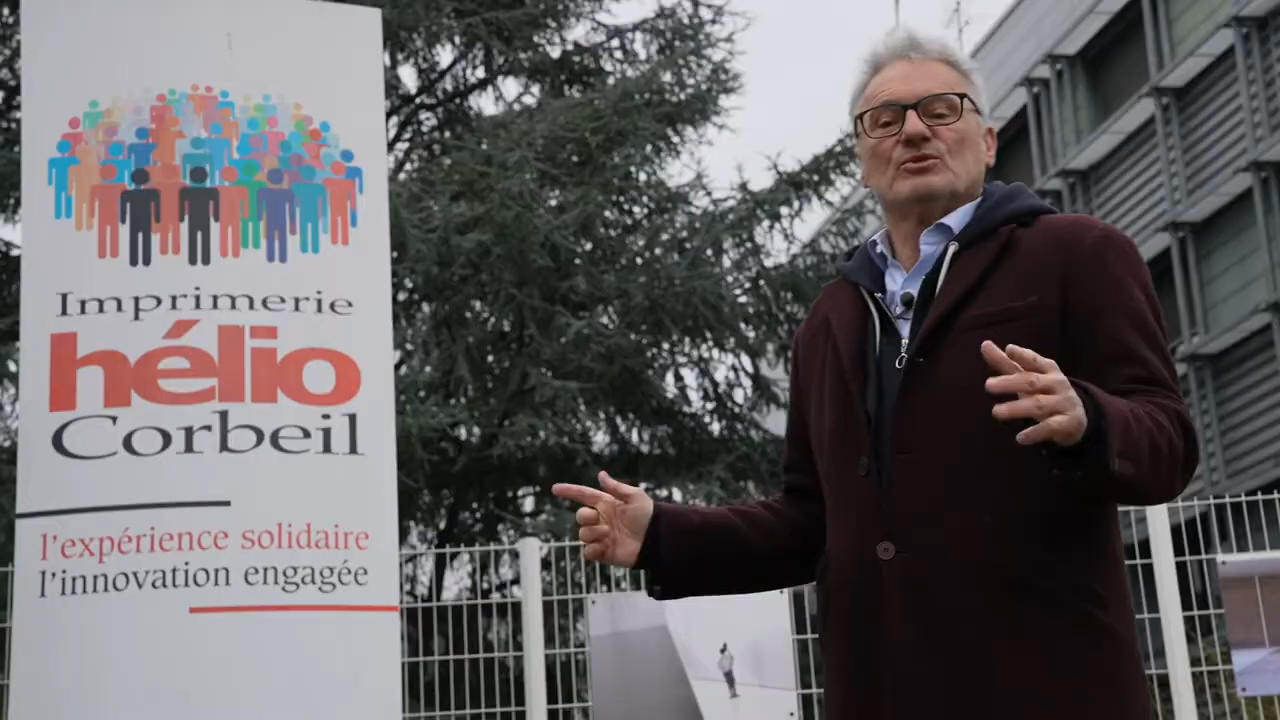 Imprimerie
hélio
Corbeil
l'expérience solidaire
l'innovation engagée